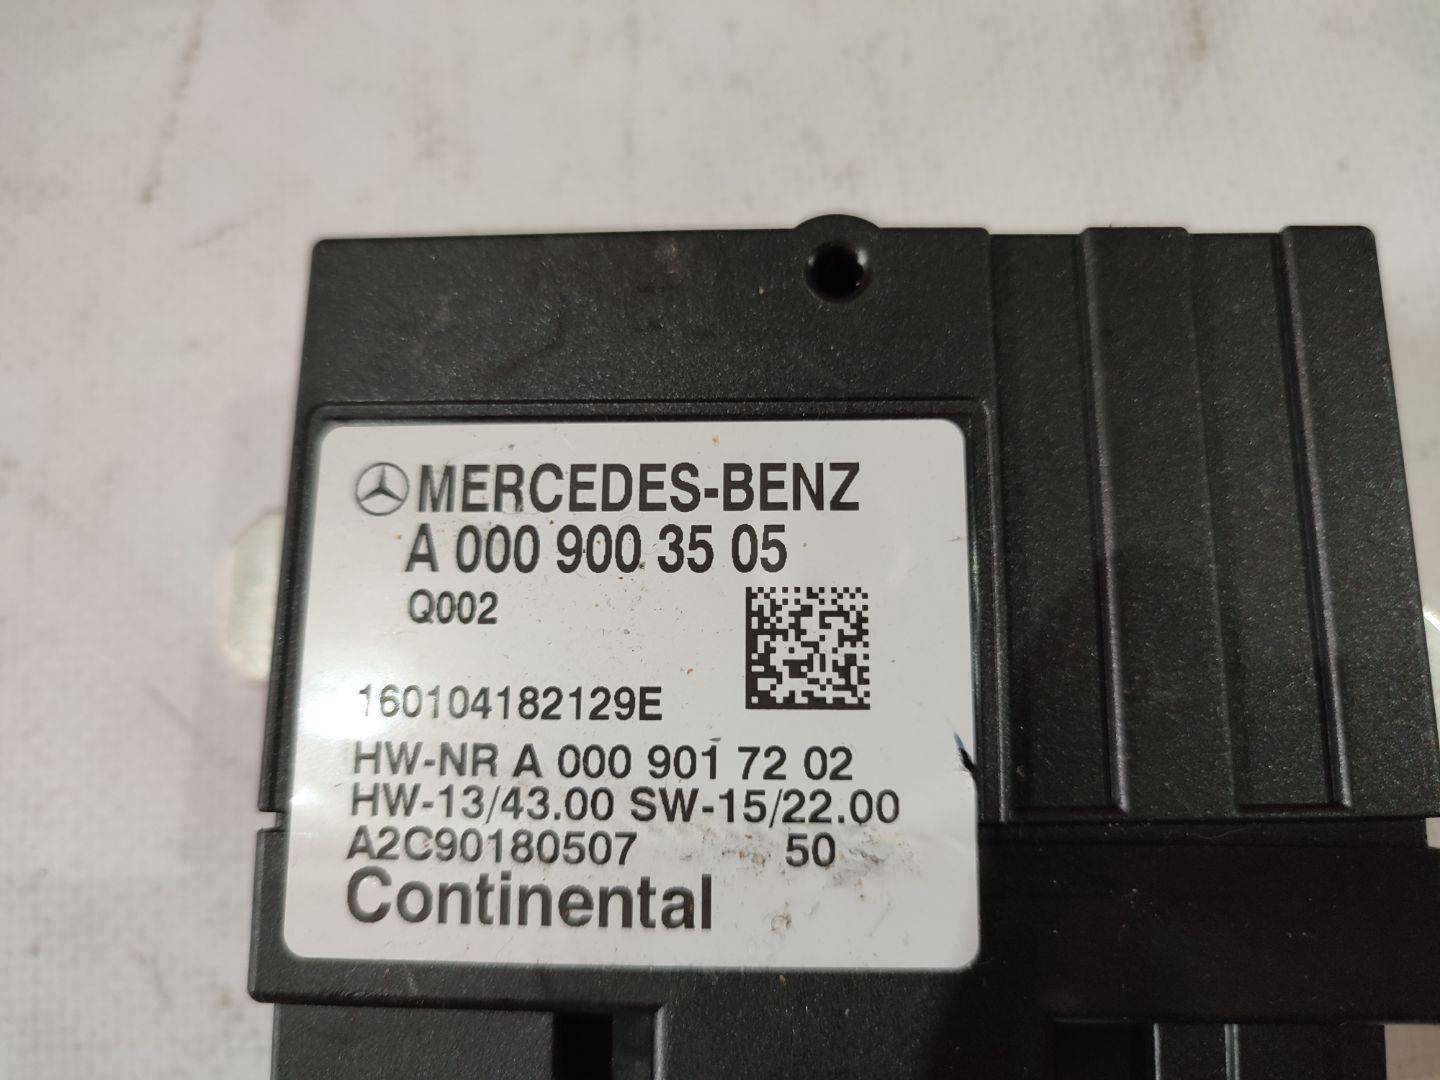 MERCEDES-BENZ
A 000 900 35 05
Q002
160104182129E
HW-NR A 000 901 72 02
HW-13/43.00 SW-15/22.00
A2C90180507 50
Continental